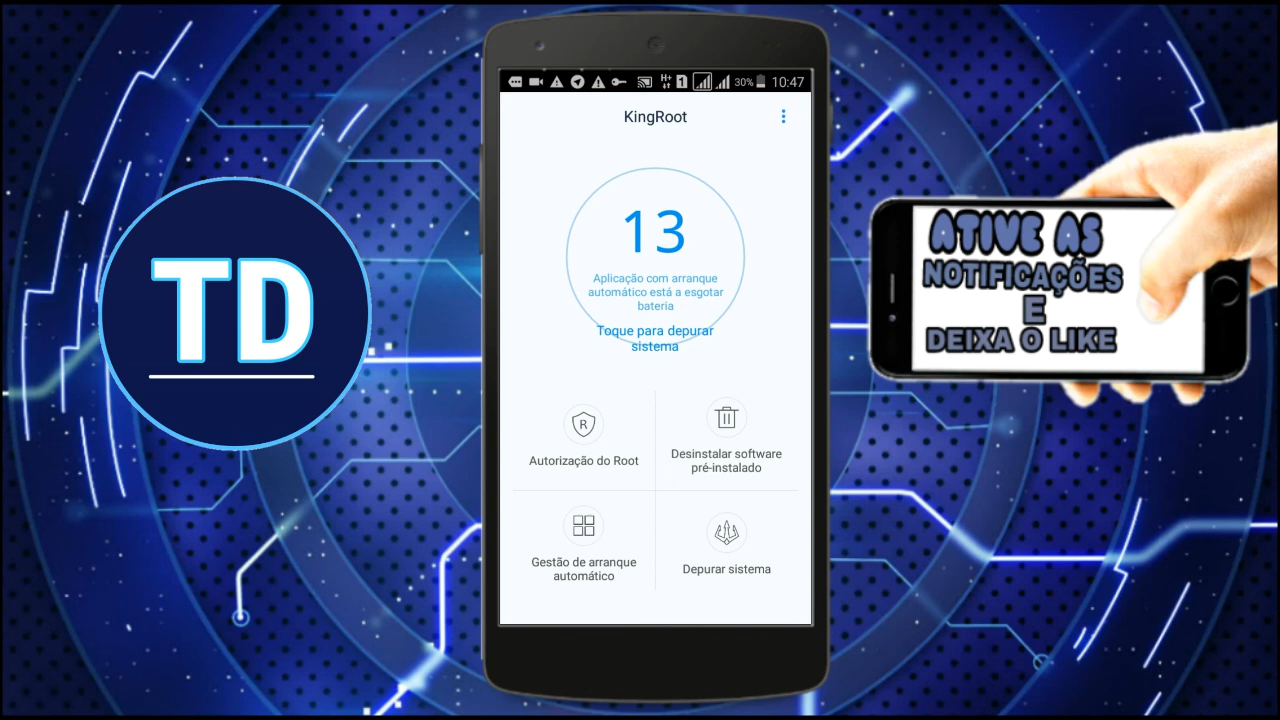 TD
H+
1
30%
10:47
KingRoot
13
Aplicação com arranque
automático está a esgotar
bateria
Toque para depurar
sistema
R
Autorização do Root
Desinstalar software
pré-instalado
Gestão de arranque
automático
Depurar sistema
ATIVE AS
NOTIFICAÇÕES
E
DEIXA O LIKE